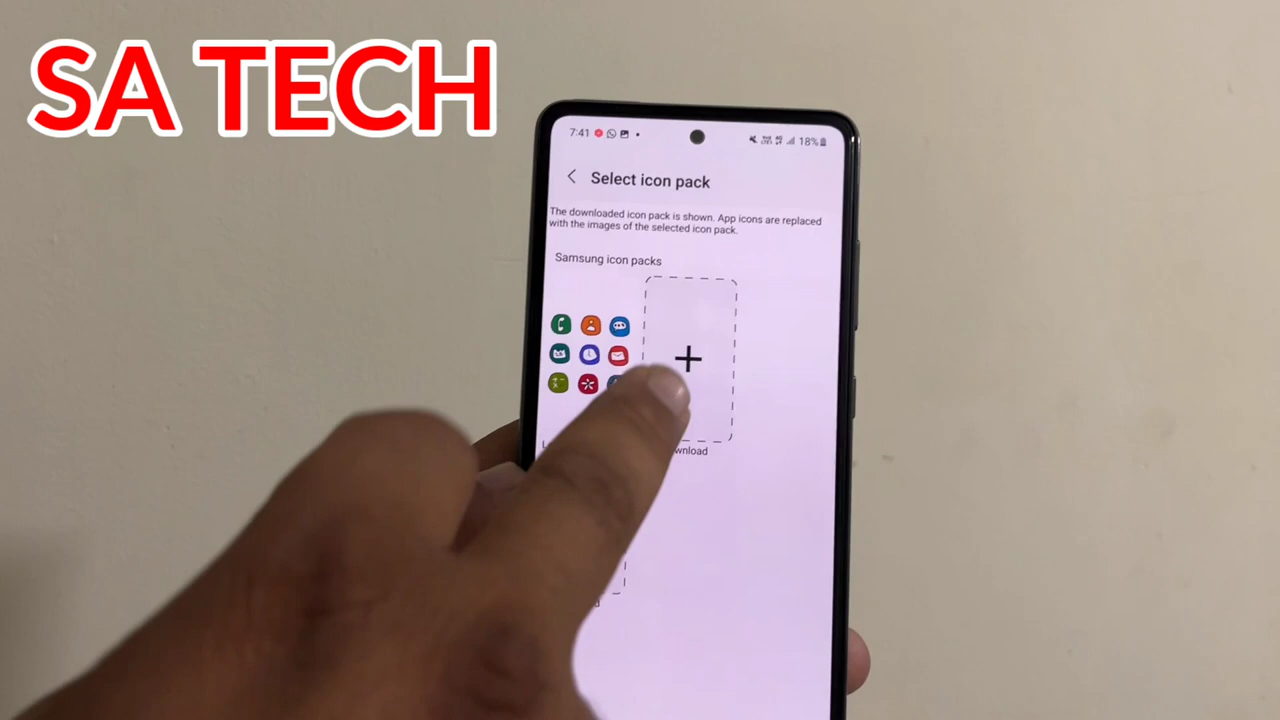 SA TECH
7:41
18%
Select icon pack
The downloaded icon pack is shown. App icons are replaced
with the images of the selected icon pack.
Samsung icon packs
wnload